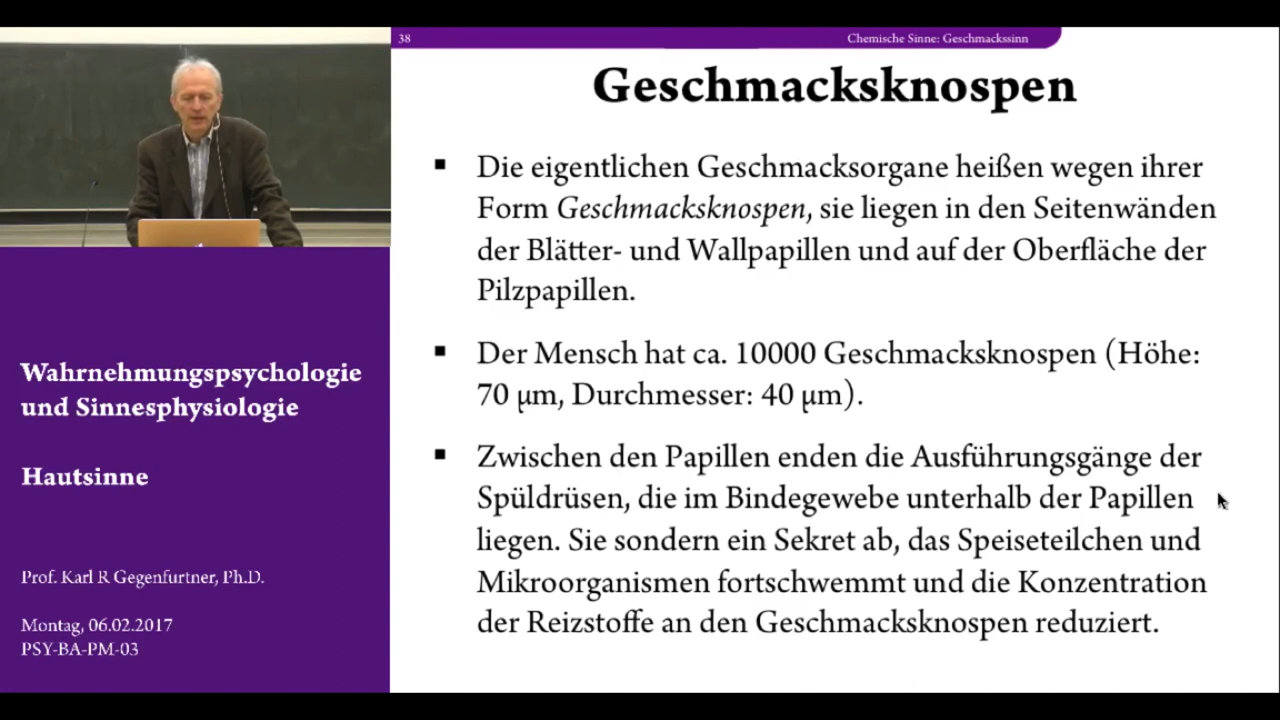 38
Chemische Sinne: Geschmackssinn
Geschmacksknospen
▪ Die eigentlichen Geschmacksorgane heißen wegen ihrer
Form Geschmacksknospen, sie liegen in den Seitenwänden
der Blätter- und Wallpapillen und auf der Oberfläche der
Pilzpapillen.
▪ Der Mensch hat ca. 10000 Geschmacksknospen (Höhe:
70 µm, Durchmesser: 40 µm).
▪ Zwischen den Papillen enden die Ausführungsgänge der
Spüldrüsen, die im Bindegewebe unterhalb der Papillen
liegen. Sie sondern ein Sekret ab, das Speiseteilchen und
Mikroorganismen fortschwemmt und die Konzentration
der Reizstoffe an den Geschmacksknospen reduziert.
Wahrnehmungspsychologie
und Sinnesphysiologie
Hautsinne
Prof. Karl R Gegenfurtner, Ph.D.
Montag, 06.02.2017
PSY-BA-PM-03